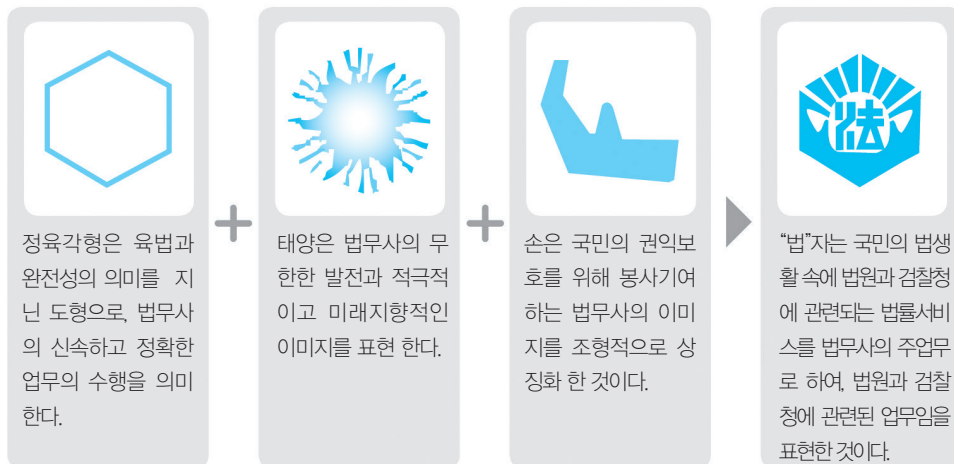 정육각형은 육법과
완전성의 의미를 지
닌 도형으로, 법무사
의 신속하고 정확한
업무의 수행을 의미
한다.
태양은 법무사의 무
한한 발전과 적극적
이고 미래지향적인
이미지를 표현 한다.
손은 국민의 권익보
호를 위해 봉사기여
하는 법무사의 이미
지를 조형적으로 상
징화 한 것이다.
法
“법”자는 국민의 법생
활 속에 법원과 검찰청
에 관련되는 법률서비
스를 법무사의 주업무
로 하여, 법원과 검찰
청에 관련된 업무임을
표현한 것이다.